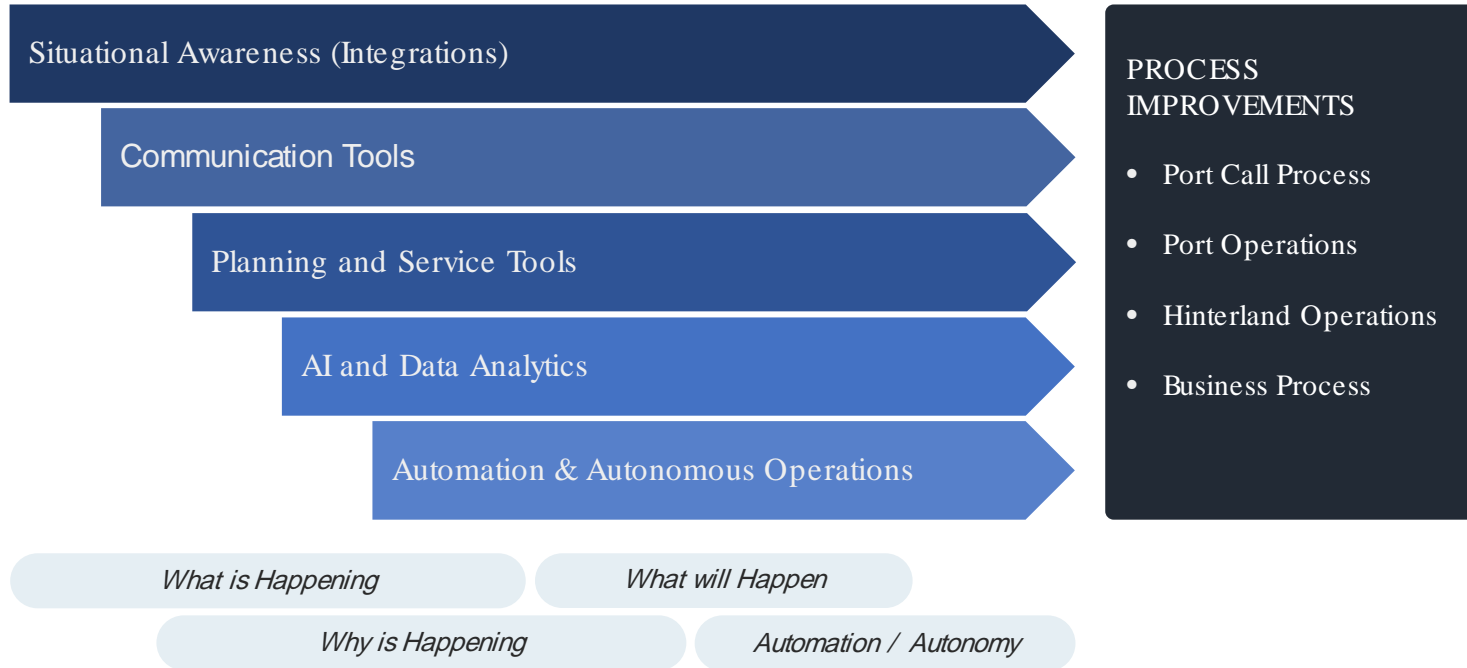 Situational Awareness (Integrations)
Communication Tools
Planning and Service Tools
AI and Data Analytics
Automation & Autonomous Operations
PROCESS
IMPROVEMENTS
• Port Call Process
• Port Operations
• Hinterland Operations
• Business Process
What is Happening
What will Happen
Why is Happening
Automation / Autonomy